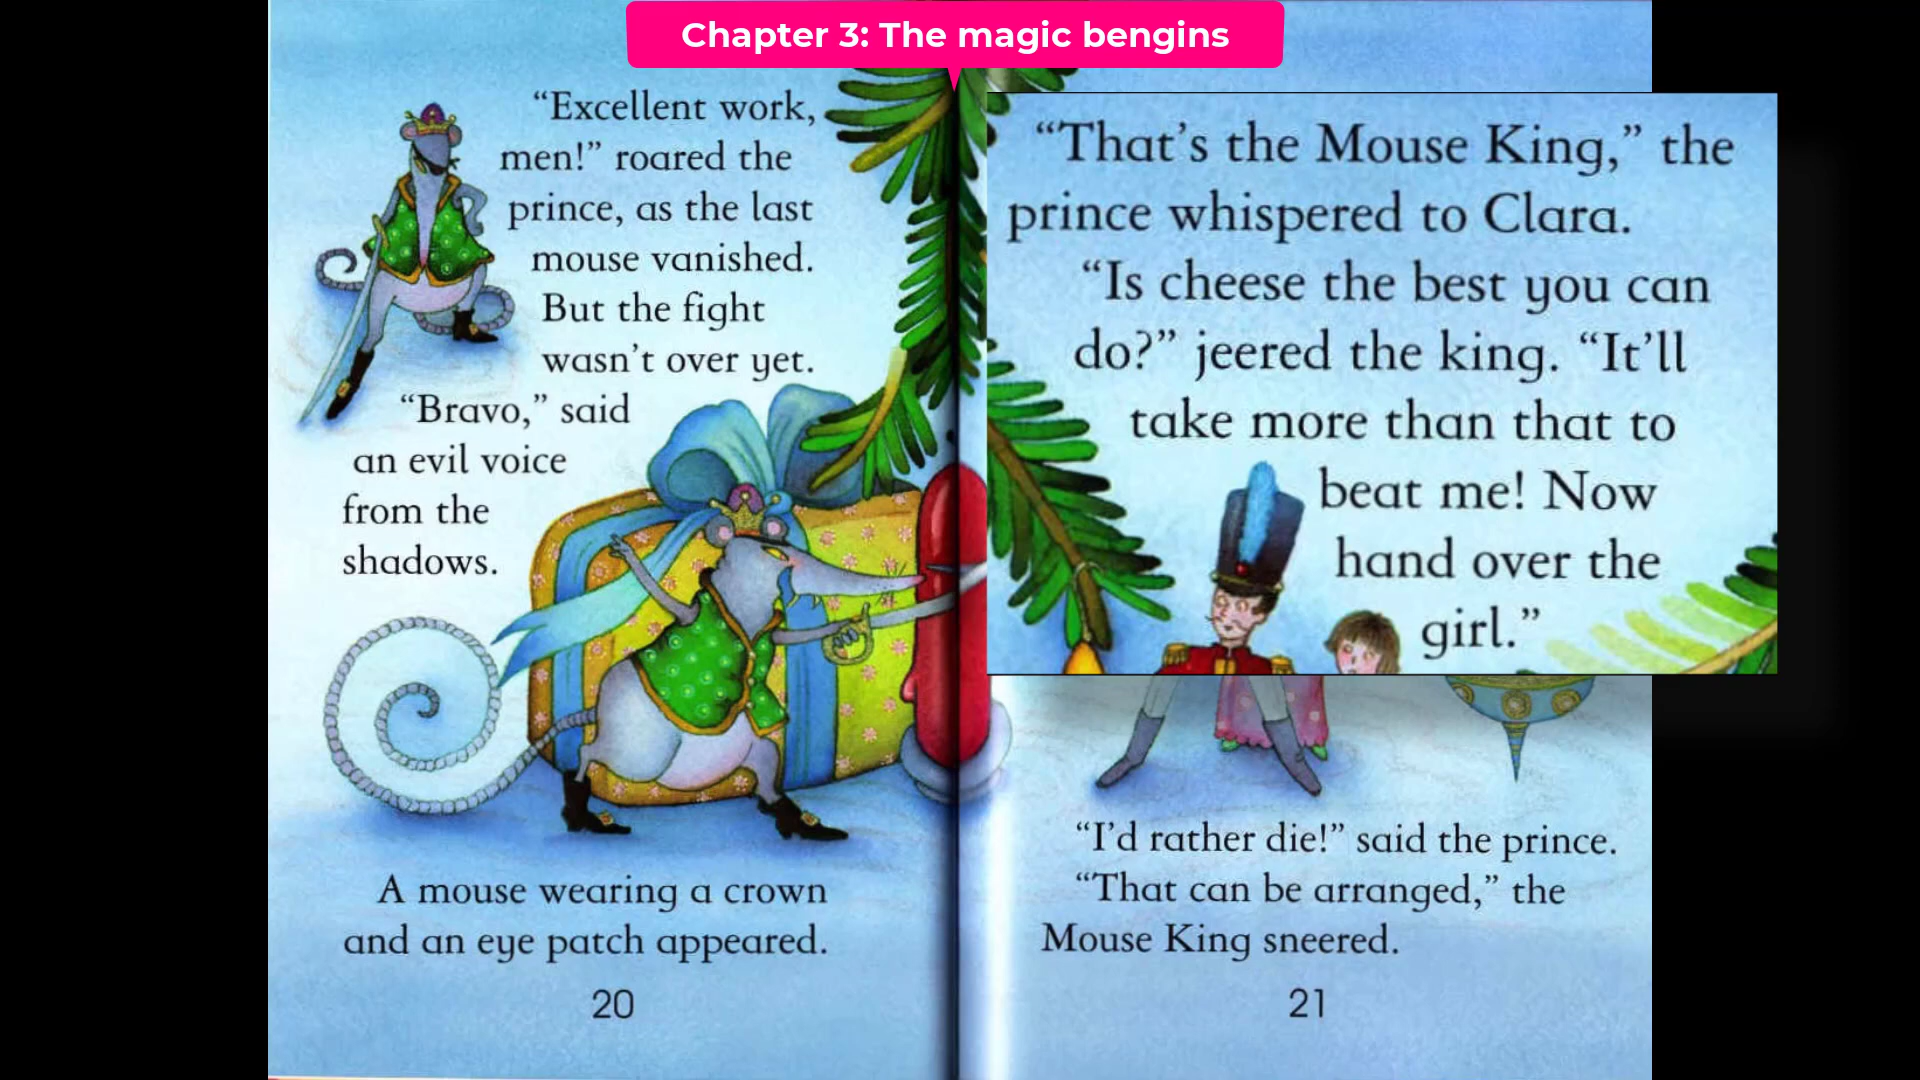 Chapter 3: The magic bengins
“Excellent work,
men!” roared the
prince, as the last
mouse vanished.
But the fight
wasn’t over yet.
“Bravo,” said
an evil voice
from the
shadows.
A mouse wearing a crown
and an eye patch appeared.
20
“That’s the Mouse King,” the
prince whispered to Clara.
“Is cheese the best you can
do?” jeered the king. “It’ll
take more than that to
beat me! Now
hand over the
girl.”
“I’d rather die!” said the prince.
“That can be arranged,” the
Mouse King sneered.
21